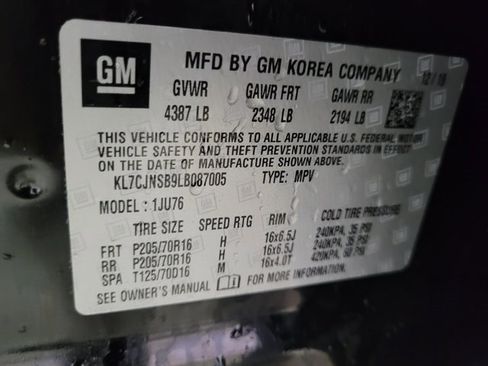 GM
MFD BY GM KOREA COMPANY 12/19
GVWR GAWR FRT GAWR RR
4387 LB 2348 LB 2194 LB
THIS VEHICLE CONFORMS TO ALL APPLICABLE U.S. FEDERAL MOTOR
VEHICLE SAFETY, BUMPER, AND THEFT PREVENTION STANDARDS
IN EFFECT ON THE DATE OF MANUFACTURE SHOWN ABOVE.
KL7CJNSB9LB087005 TYPE: MPV
MODEL : 1JU76
TIRE SIZE SPEED RTG RIM COLD TIRE PRESSURE
FRT P205/70R16 H 16x6.5J 240KPA, 35 PSI
RR P205/70R16 H 16x6.5J 240KPA, 35 PSI
SPA T125/70D16 M 16x4.0T 420KPA, 60 PSI
SEE OWNER'S MANUAL FOR MORE INFORMATION